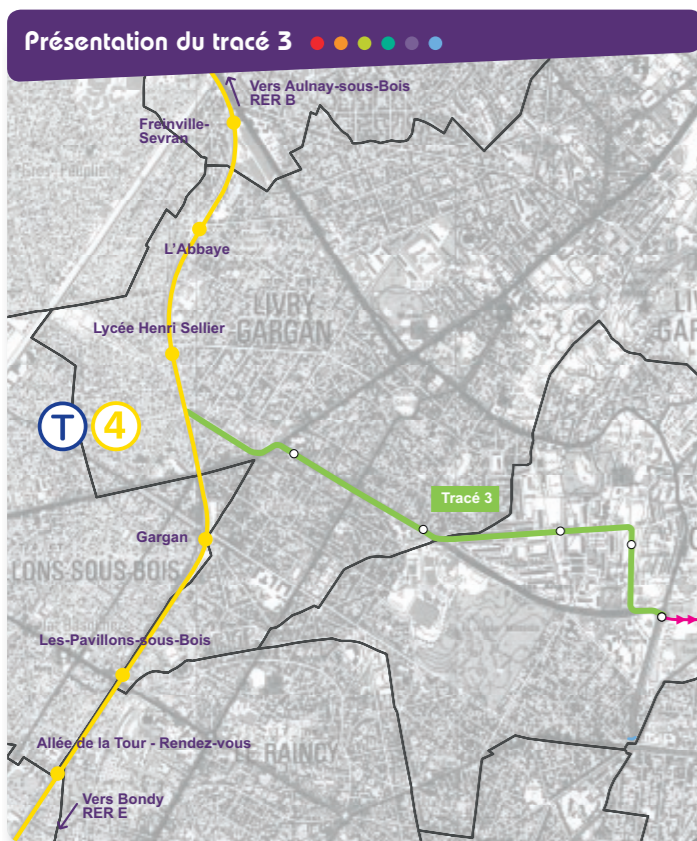 Présentation du tracé 3
Vers Aulnay-sous-Bois
RER B
Freinville-
Sevran
L'Abbaye
LIVRY
GARGAN
Lycée Henri Sellier
T 4
Tracé 3
Gargan
LONS SOUS BOIS
Les-Pavillons-sous-Bois
Allée de la Tour - Rendez-vous
RAINCY
Vers Bondy
RER E